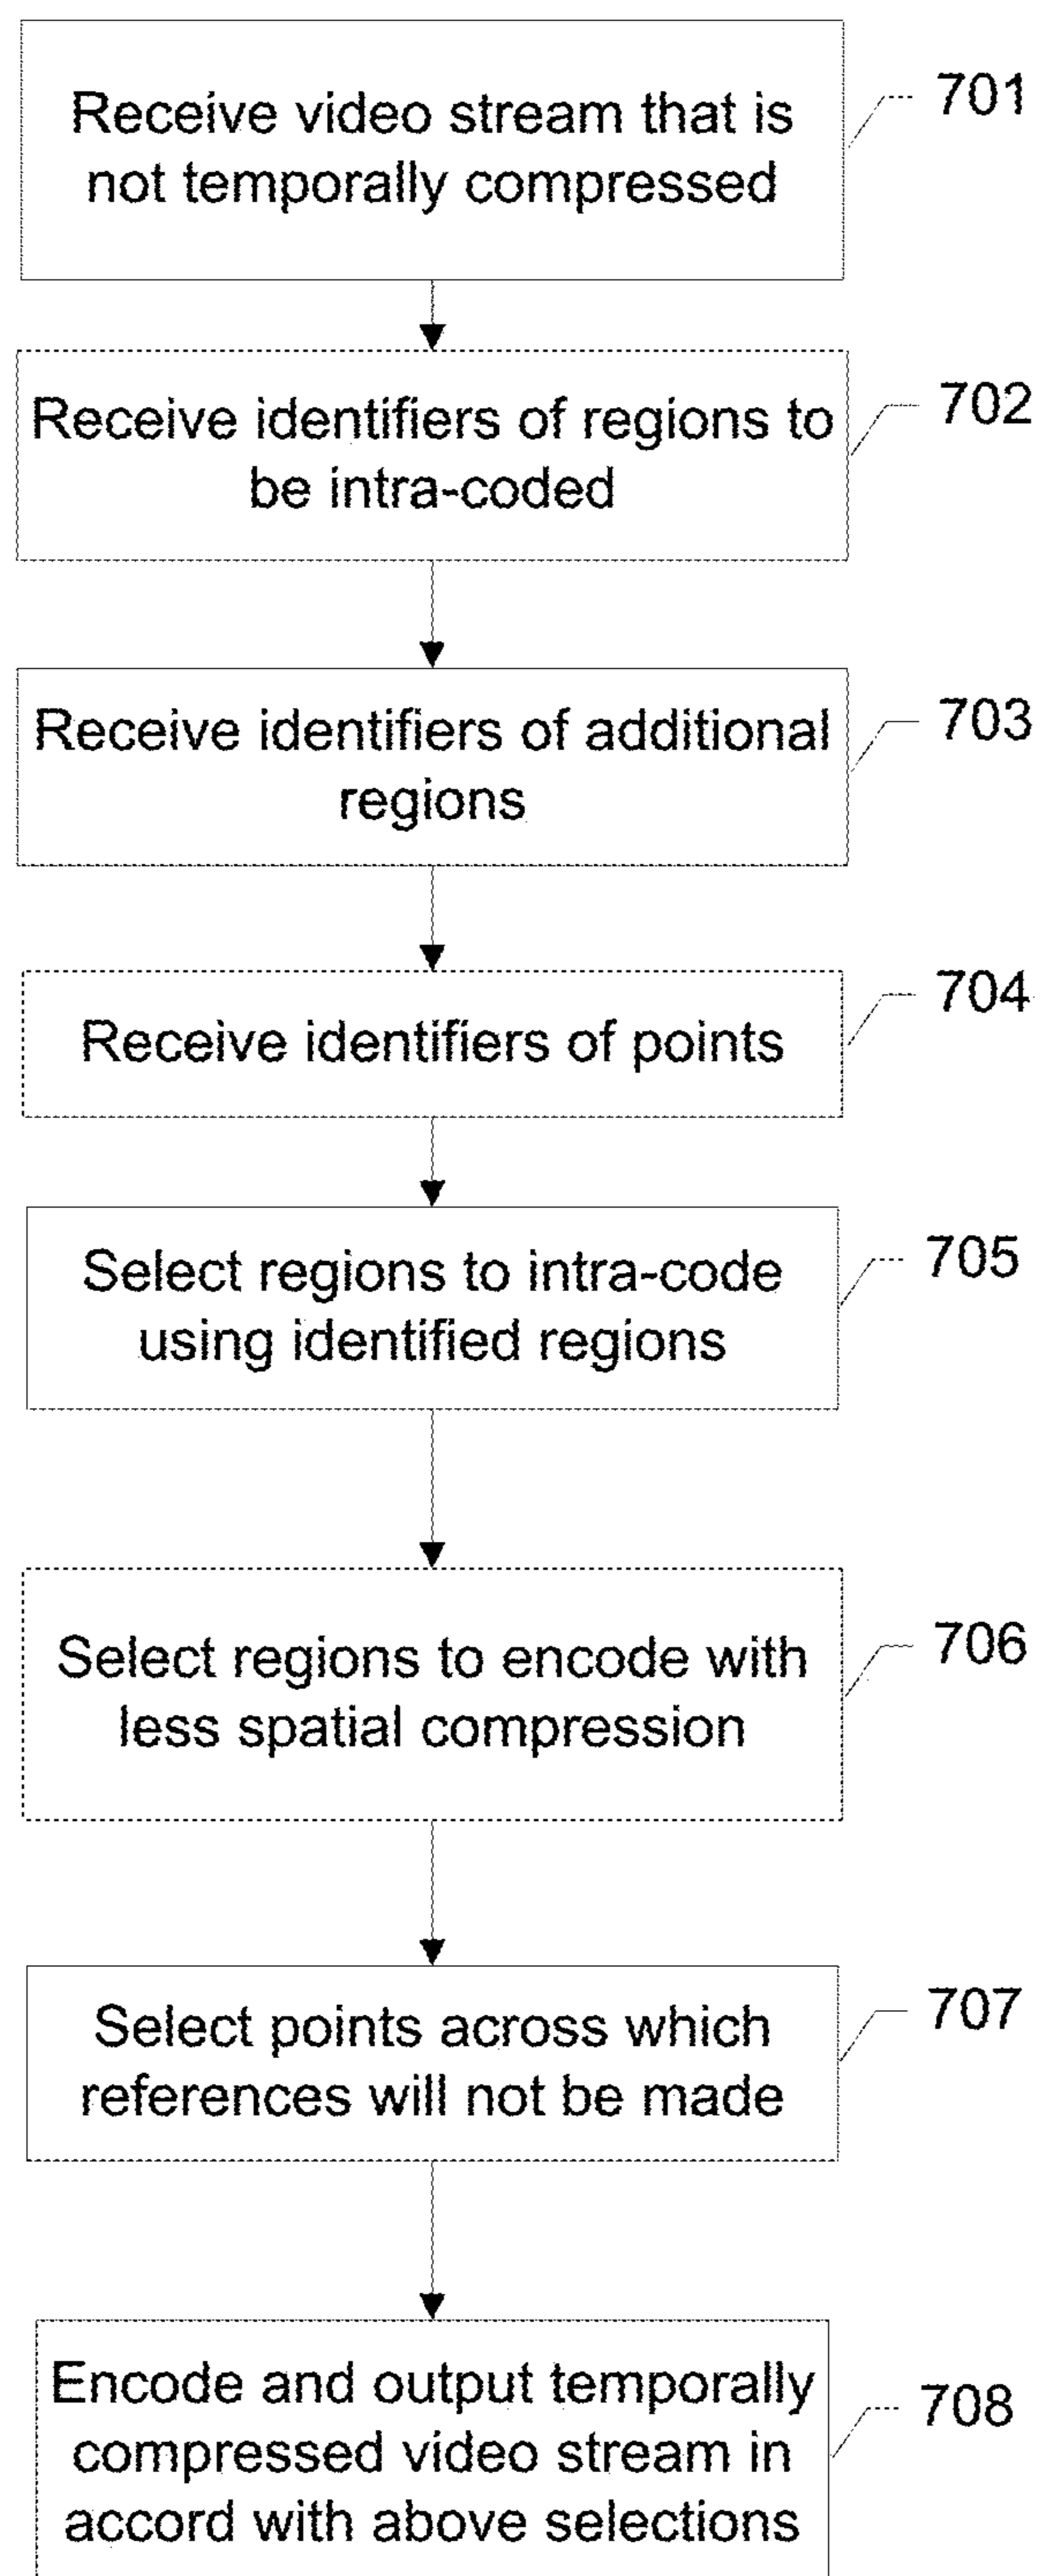 Receive video stream that is
not temporally compressed
701
Receive identifiers of regions to
be intra-coded
702
Receive identifiers of additional
regions
703
Receive identifiers of points
704
Select regions to intra-code
using identified regions
705
Select regions to encode with
less spatial compression
706
Select points across which
references will not be made
707
Encode and output temporally
compressed video stream in
accord with above selections
708